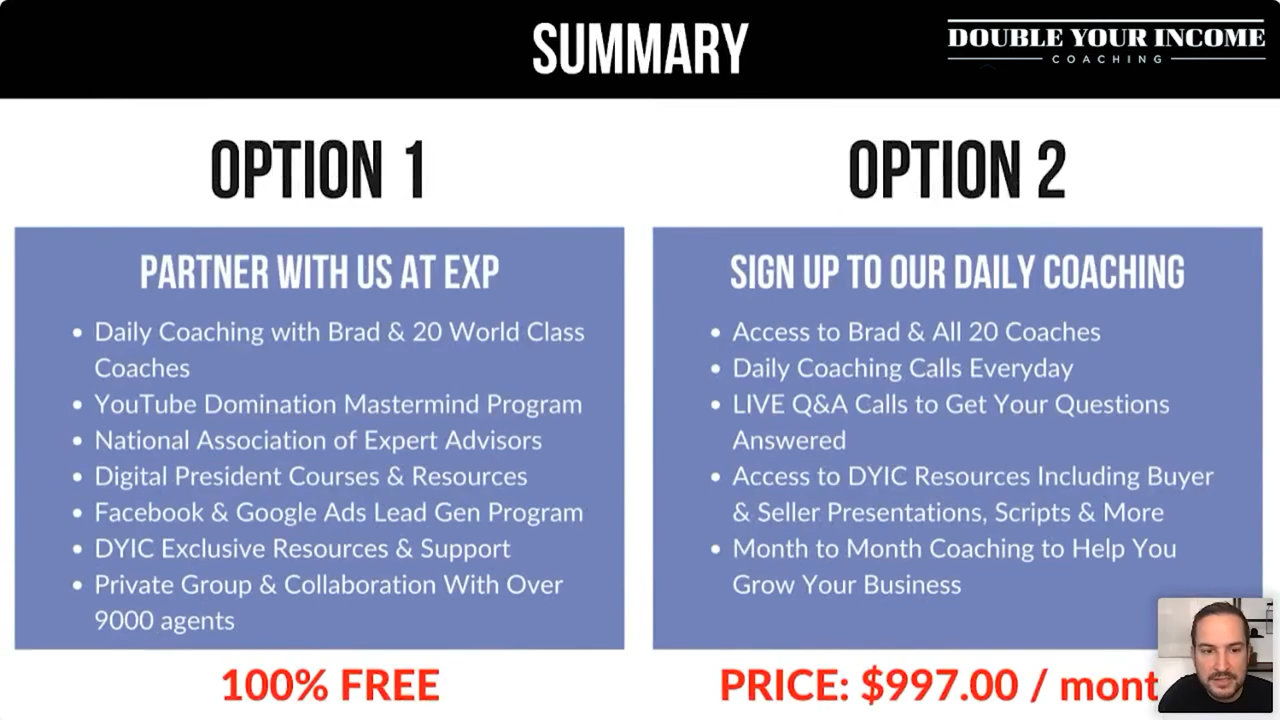 SUMMARY
DOUBLE YOUR INCOME
COACHING
OPTION 1
PARTNER WITH US AT EXP
• Daily Coaching with Brad & 20 World Class
Coaches
• YouTube Domination Mastermind Program
• National Association of Expert Advisors
• Digital President Courses & Resources
• Facebook & Google Ads Lead Gen Program
• DYIC Exclusive Resources & Support
• Private Group & Collaboration With Over
9000 agents
100% FREE
OPTION 2
SIGN UP TO OUR DAILY COACHING
• Access to Brad & All 20 Coaches
• Daily Coaching Calls Everyday
• LIVE Q&A Calls to Get Your Questions
Answered
• Access to DYIC Resources Including Buyer
& Seller Presentations, Scripts & More
• Month to Month Coaching to Help You
Grow Your Business
PRICE: $997.00 / mont